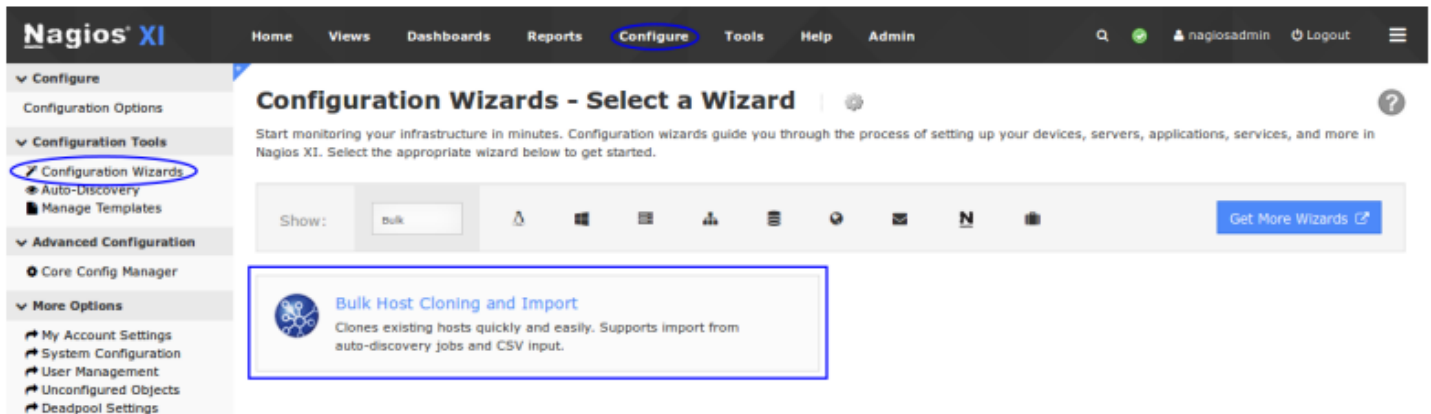 Nagios® XI
Home Views Dashboards Reports Configure Tools Help Admin nagiosadmin Logout
Configure
Configuration Options
Configuration Tools
Configuration Wizards
Auto-Discovery
Manage Templates
Advanced Configuration
Core Config Manager
More Options
My Account Settings
System Configuration
User Management
Unconfigured Objects
Deadpool Settings
Configuration Wizards - Select a Wizard
Start monitoring your infrastructure in minutes. Configuration wizards guide you through the process of setting up your devices, servers, applications, services, and more in
Nagios XI. Select the appropriate wizard below to get started.
Show: Bulk N Get More Wizards
Bulk Host Cloning and Import
Clones existing hosts quickly and easily. Supports import from
auto-discovery jobs and CSV input.